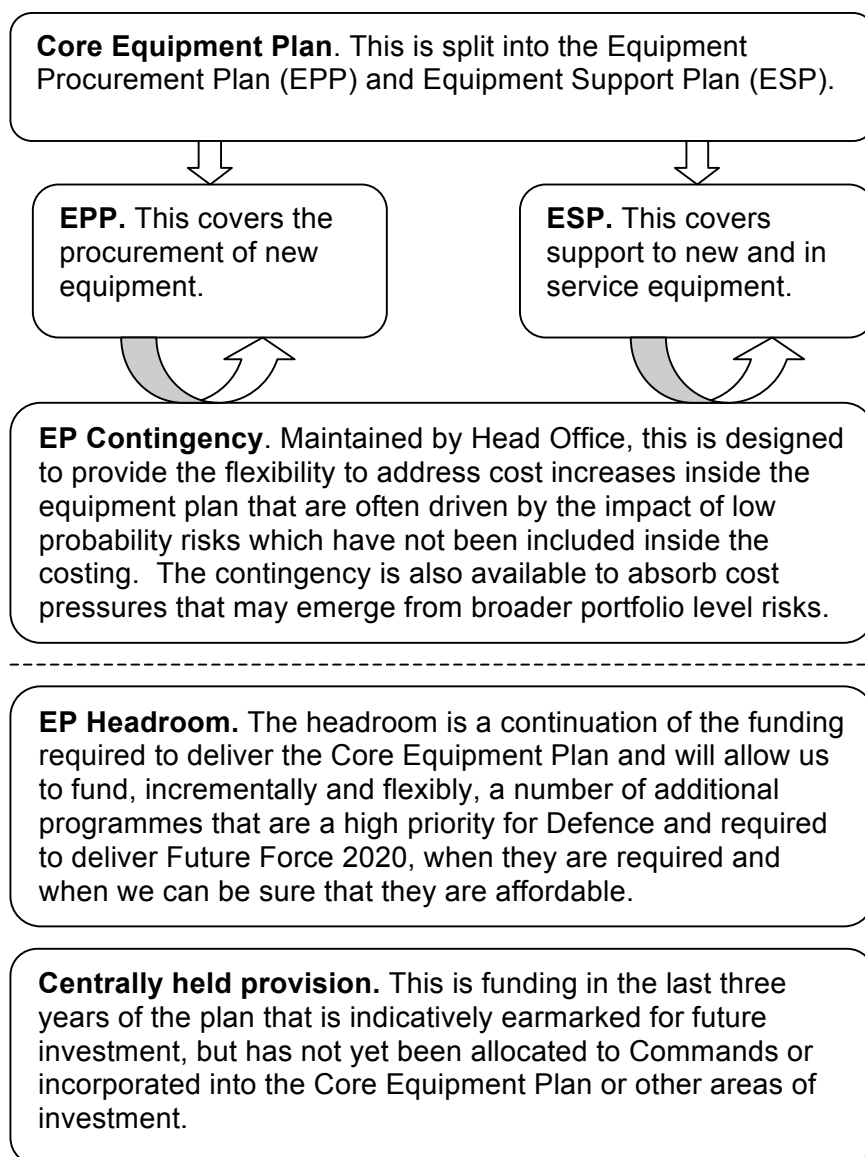 Core Equipment Plan. This is split into the Equipment
Procurement Plan (EPP) and Equipment Support Plan (ESP).
EPP. This covers the
procurement of new
equipment.
ESP. This covers
support to new and in
service equipment.
EP Contingency. Maintained by Head Office, this is designed
to provide the flexibility to address cost increases inside the
equipment plan that are often driven by the impact of low
probability risks which have not been included inside the
costing.  The contingency is also available to absorb cost
pressures that may emerge from broader portfolio level risks.
EP Headroom. The headroom is a continuation of the funding
required to deliver the Core Equipment Plan and will allow us
to fund, incrementally and flexibly, a number of additional
programmes that are a high priority for Defence and required
to deliver Future Force 2020, when they are required and
when we can be sure that they are affordable.
Centrally held provision. This is funding in the last three
years of the plan that is indicatively earmarked for future
investment, but has not yet been allocated to Commands or
incorporated into the Core Equipment Plan or other areas of
investment.